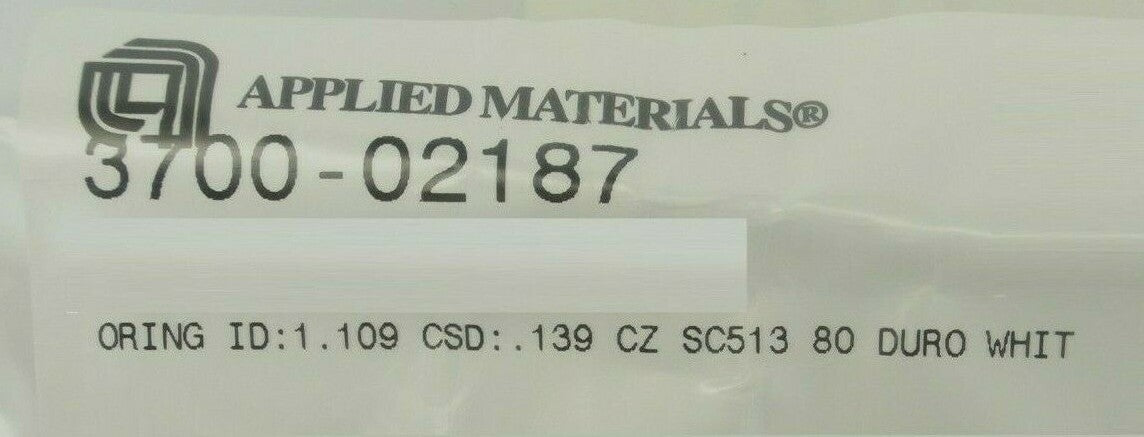 APPLIED MATERIALS®
3700-02187
ORING ID:1.109 CSD:.139 CZ SC513 80 DURO WHIT